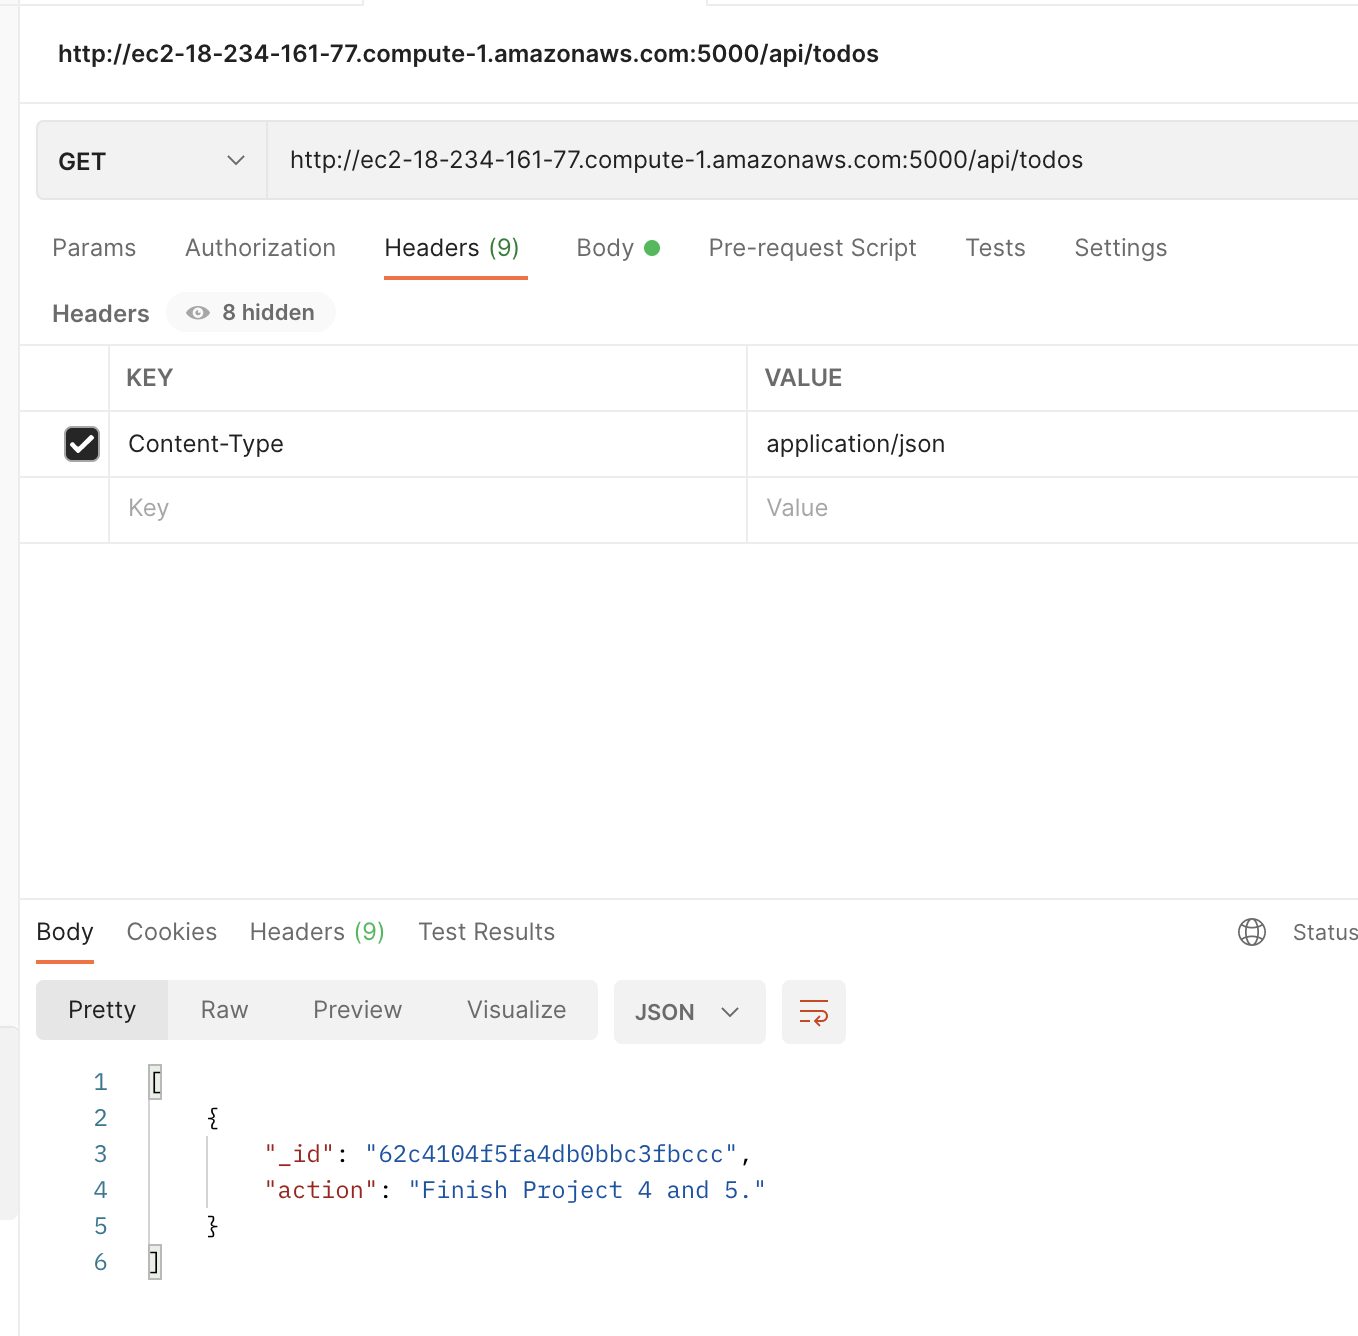 http://ec2-18-234-161-77.compute-1.amazonaws.com:5000/api/todos
GET http://ec2-18-234-161-77.compute-1.amazonaws.com:5000/api/todos
Params Authorization Headers (9) Body Pre-request Script Tests Settings
Headers 8 hidden
KEY VALUE
Content-Type application/json
Key Value
Body Cookies Headers (9) Test Results Status
Pretty Raw Preview Visualize JSON
1 [
2 {
3 "_id": "62c4104f5fa4db0bbc3fbccc",
4 "action": "Finish Project 4 and 5."
5 }
6 ]